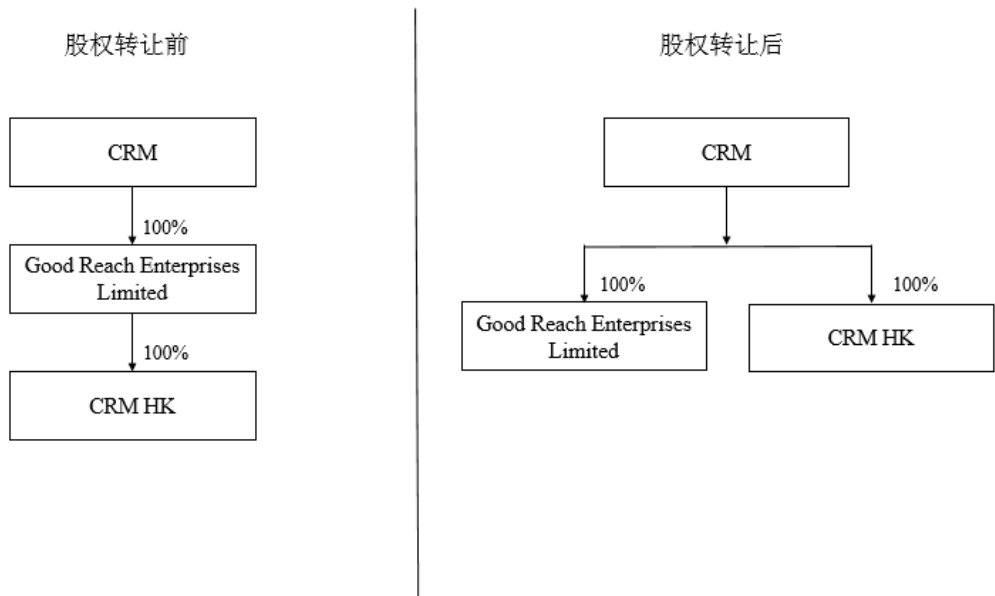 股权转让前
CRM
100%
Good Reach Enterprises
Limited
100%
CRM HK
股权转让后
CRM
100%
Good Reach Enterprises
Limited
100%
CRM HK